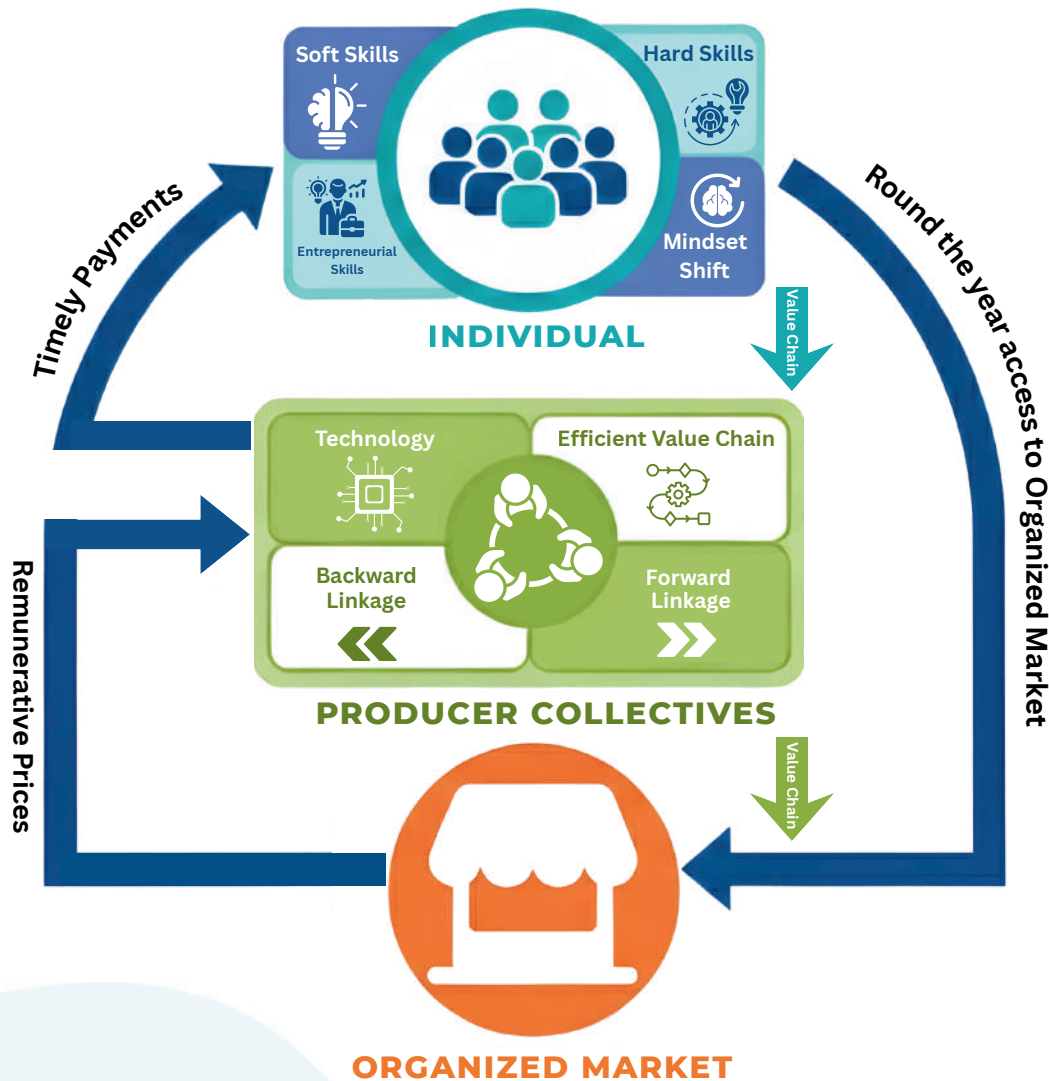 Soft Skills
Hard Skills
Entrepreneurial
Skills
Mindset
Shift
INDIVIDUAL
Value Chain
Timely Payments
Round the year access to Organized Market
Technology
Efficient Value Chain
Backward
Linkage
Forward
Linkage
PRODUCER COLLECTIVES
Remunerative Prices
Value Chain
ORGANIZED MARKET